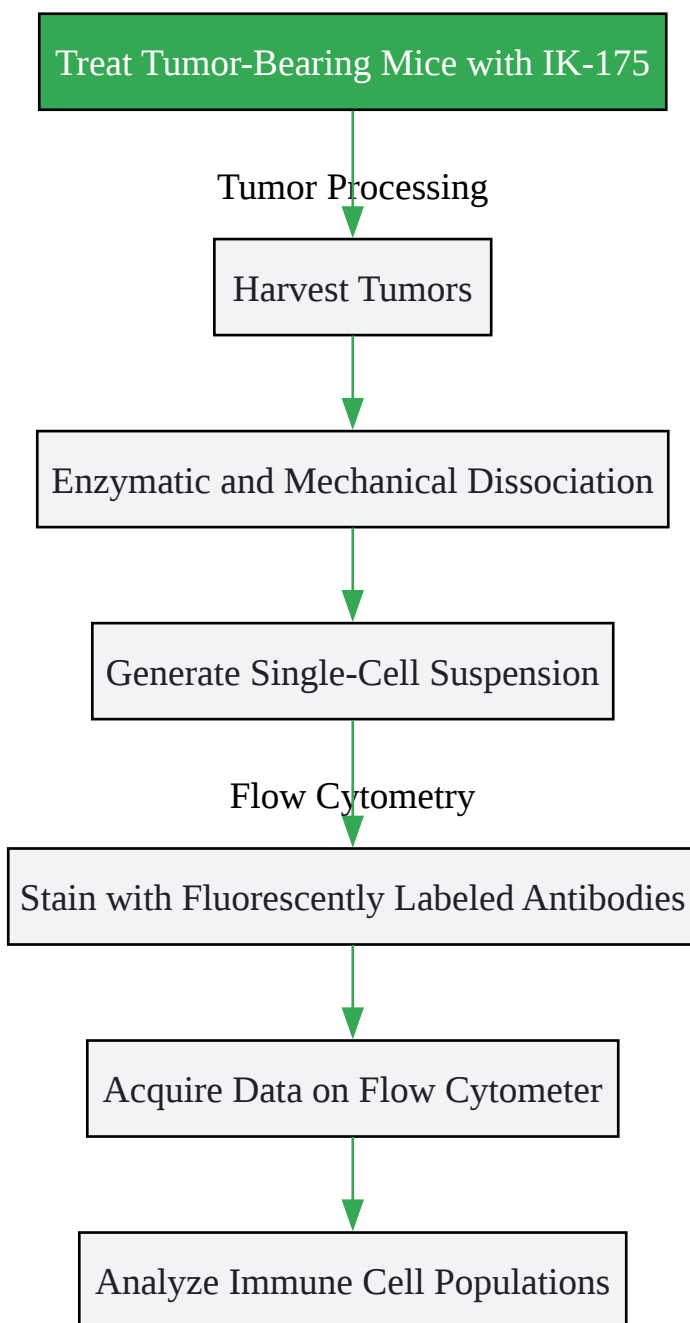 Treat Tumor-Bearing Mice with IK-175
Tumor Processing
Harvest Tumors
Enzymatic and Mechanical Dissociation
Generate Single-Cell Suspension
Flow Cytometry
Stain with Fluorescently Labeled Antibodies
Acquire Data on Flow Cytometer
Analyze Immune Cell Populations